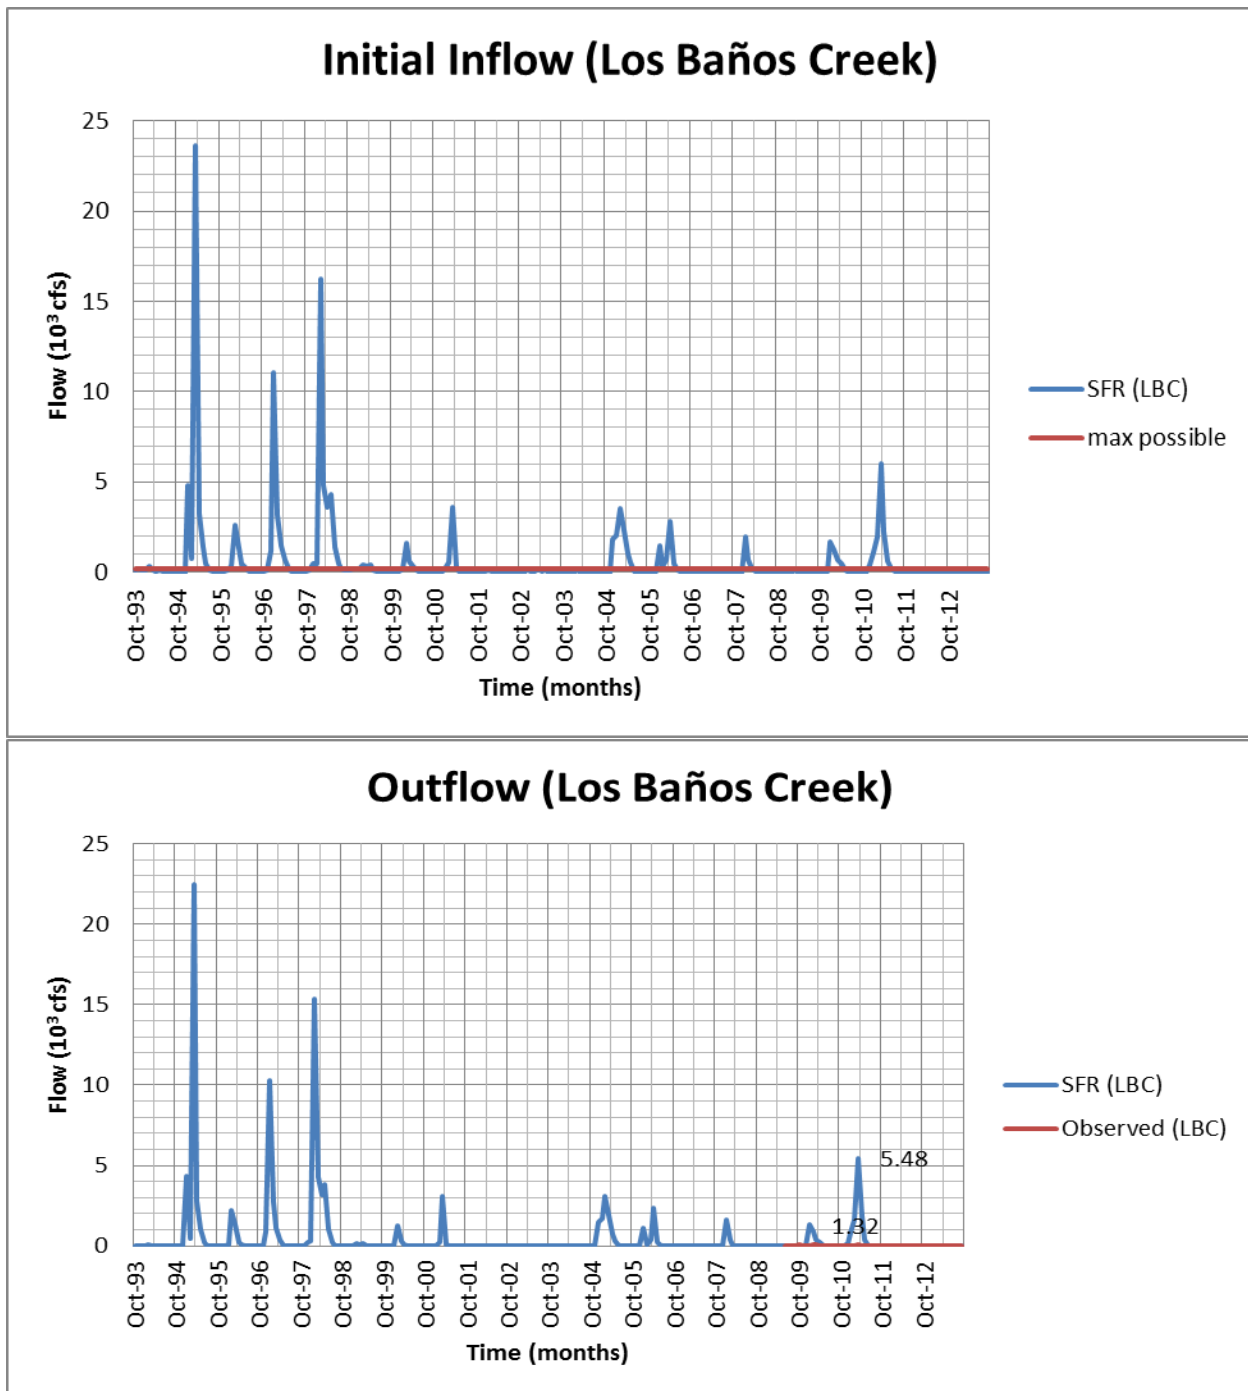 Initial Inflow (Los Baños Creek)
25
20
15
10
5
0
Flow (10³ cfs)
Oct-93
Oct-94
Oct-95
Oct-96
Oct-97
Oct-98
Oct-99
Oct-00
Oct-01
Oct-02
Oct-03
Oct-04
Oct-05
Oct-06
Oct-07
Oct-08
Oct-09
Oct-10
Oct-11
Oct-12
Time (months)
SFR (LBC)
max possible
Outflow (Los Baños Creek)
25
20
15
10
5
0
Flow (10³ cfs)
5.48
1.32
Oct-93
Oct-94
Oct-95
Oct-96
Oct-97
Oct-98
Oct-99
Oct-00
Oct-01
Oct-02
Oct-03
Oct-04
Oct-05
Oct-06
Oct-07
Oct-08
Oct-09
Oct-10
Oct-11
Oct-12
Time (months)
SFR (LBC)
Observed (LBC)